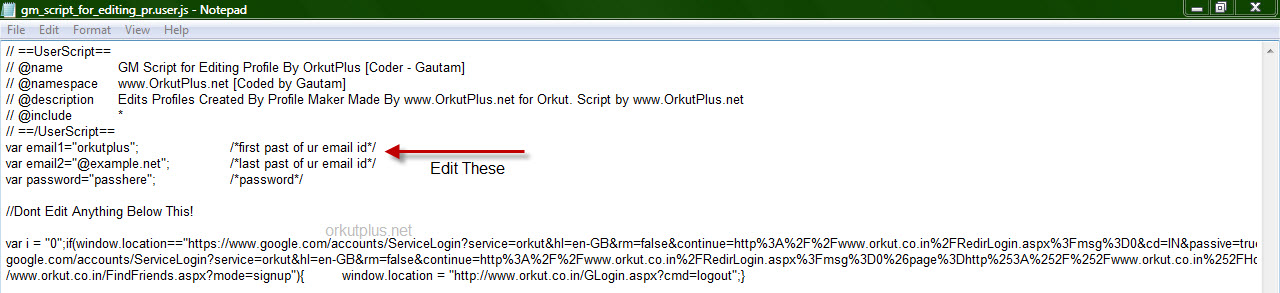 gm_script_for_editing_pr.user.js - Notepad
File Edit Format View Help
// ==UserScript==
// @name GM Script for Editing Profile By OrkutPlus [Coder - Gautam]
// @namespace www.OrkutPlus.net [Coded by Gautam]
// @description Edits Profiles Created By Profile Maker Made By www.OrkutPlus.net for Orkut. Script by www.OrkutPlus.net
// @include *
// ==/UserScript==
var email1="orkutplus"; /*first past of ur email id*/
var email2="@example.net"; /*last past of ur email id*/
Edit These
var password="passhere"; /*password*/
//Dont Edit Anything Below This!
orkutplus.net
var i = "0";if(window.location=="https://www.google.com/accounts/ServiceLogin?service=orkut&hl=en-GB&rm=false&continue=http%3A%2F%2Fwww.orkut.co.in%2FRedirLogin.aspx%3Fmsg%3D0&cd=IN&passive=true
google.com/accounts/ServiceLogin?service=orkut&hl=en-GB&rm=false&continue=http%3A%2F%2Fwww.orkut.co.in%2FRedirLogin.aspx%3Fmsg%3D0%26page%3Dhttp%253A%252F%252Fwww.orkut.co.in%252FHo
/www.orkut.co.in/FindFriends.aspx?mode=signup"){ window.location = "http://www.orkut.co.in/GLogin.aspx?cmd=logout";}